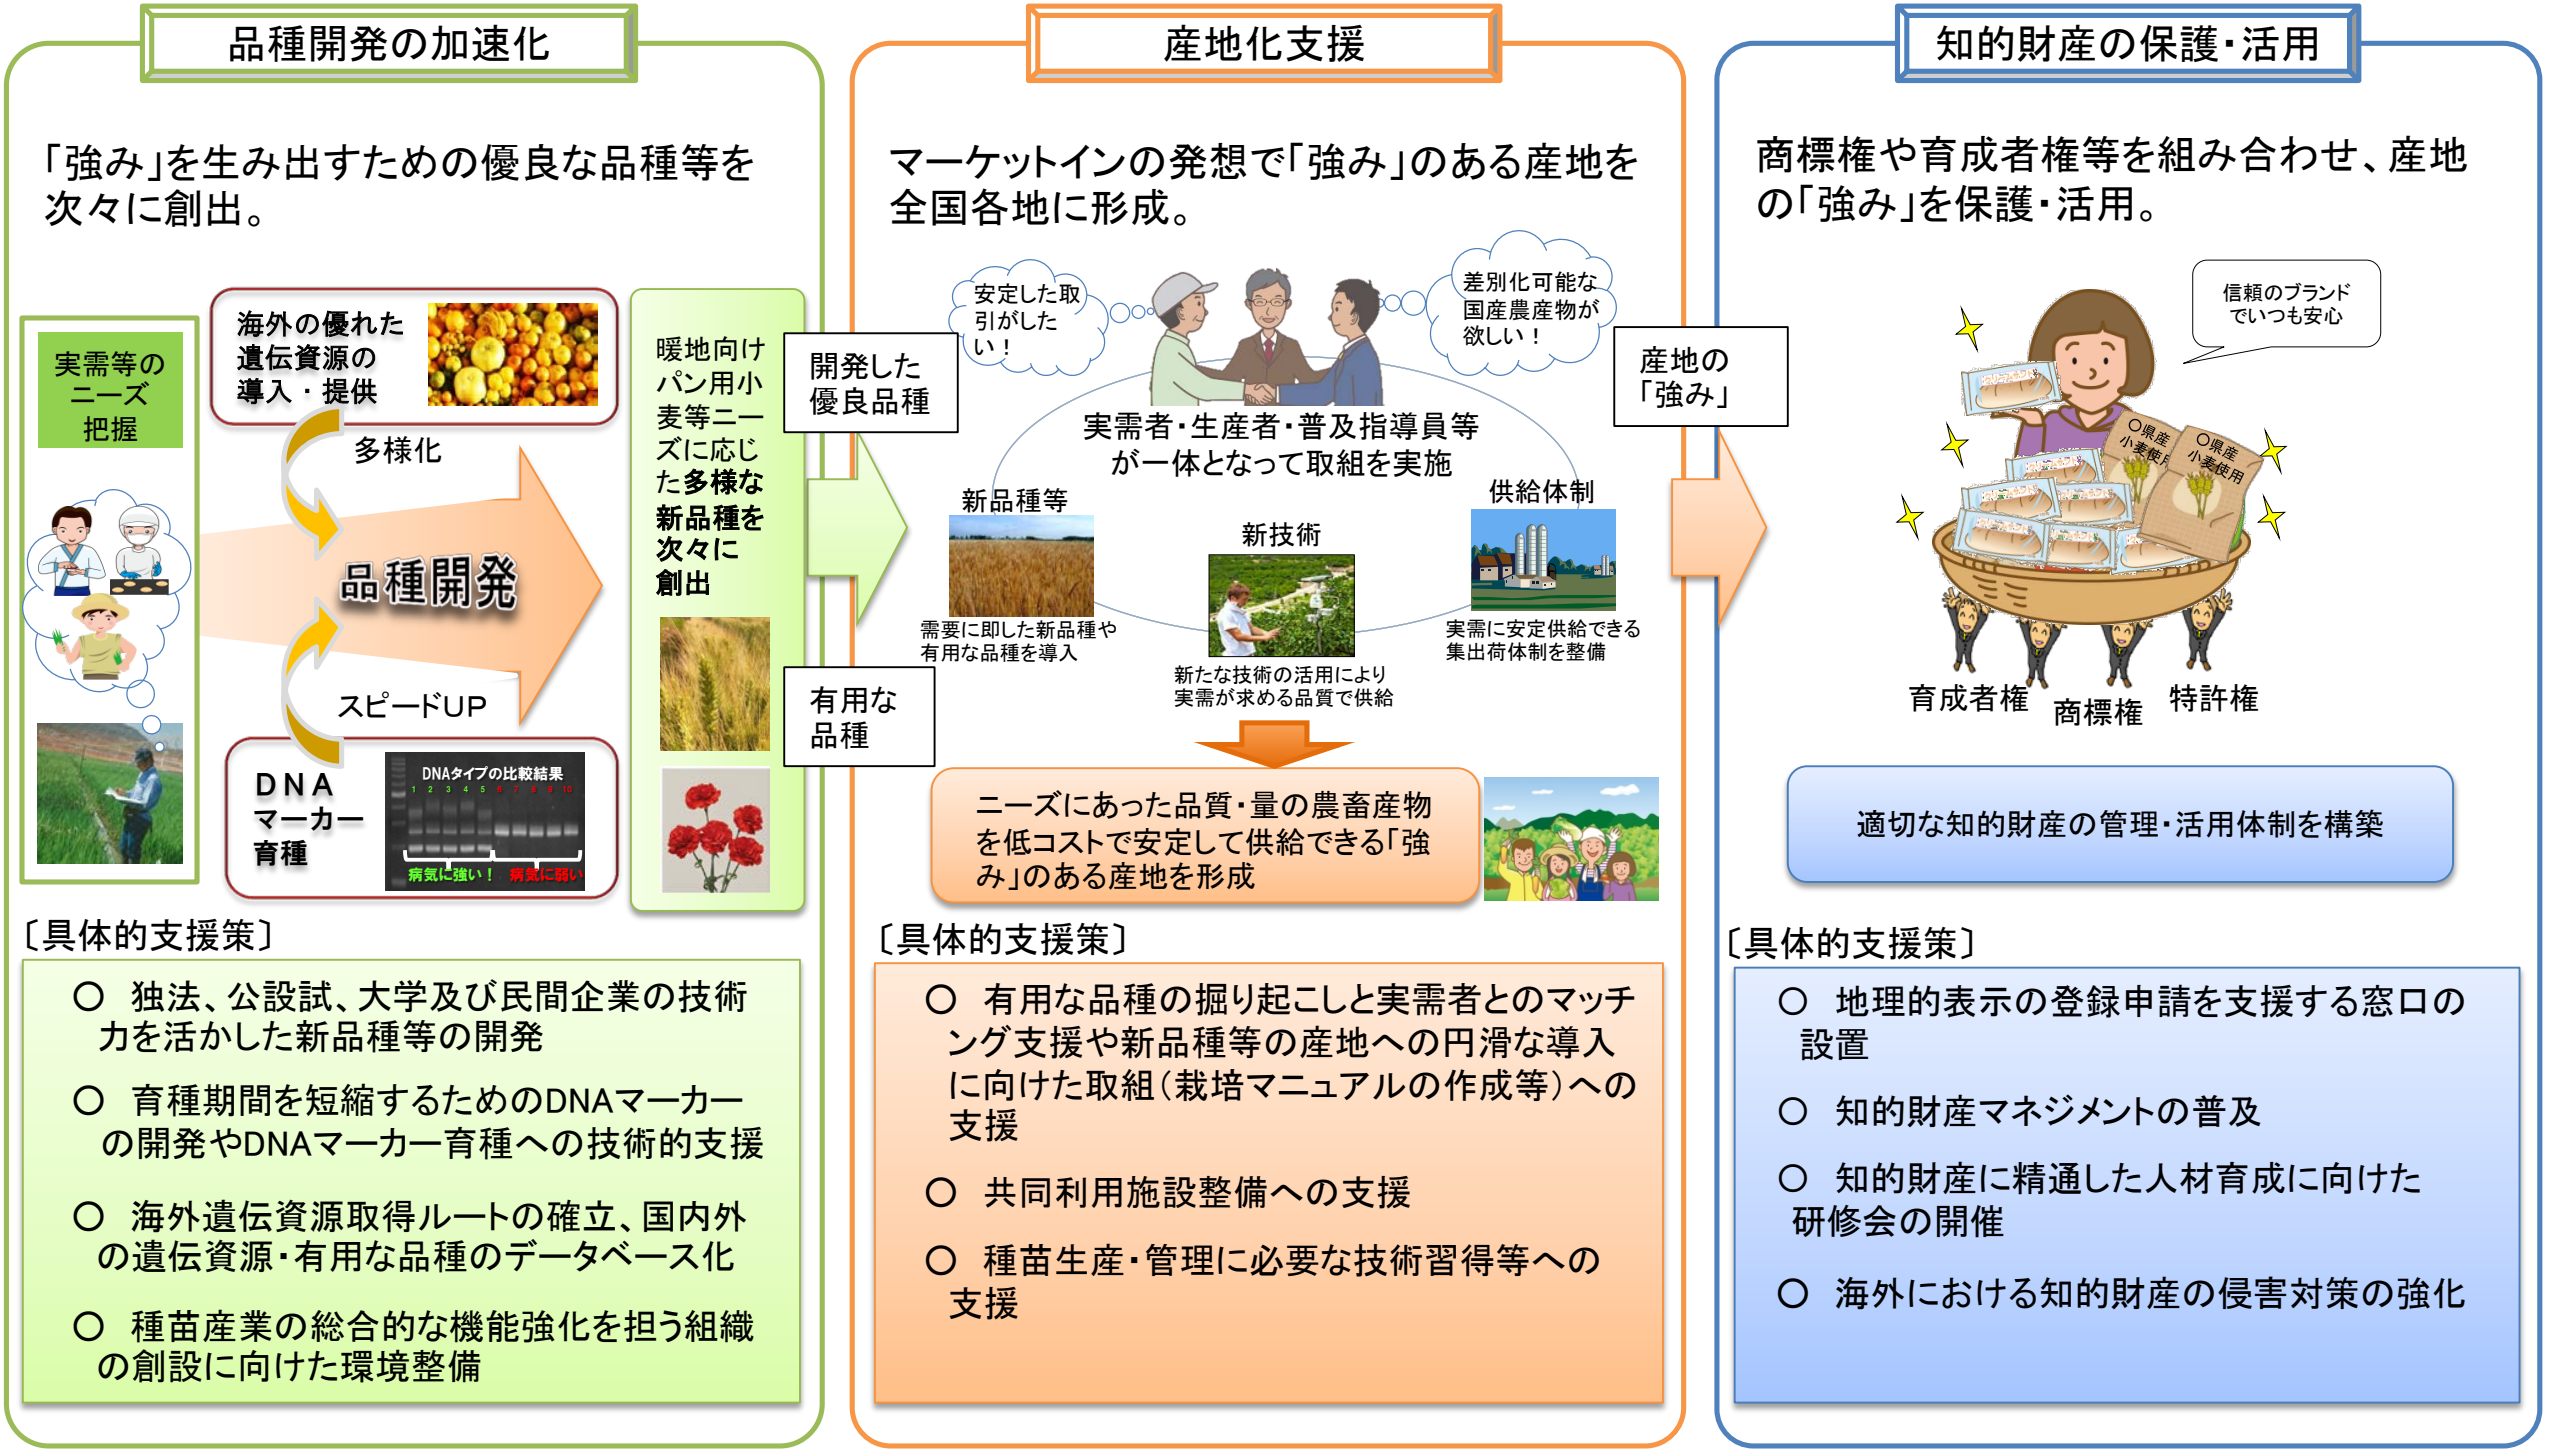 品種開発の加速化
「強み」を生み出すための優良な品種等を
次々に創出。
実需等の
ニーズ
把握
海外の優れた
遺伝資源の
導入・提供
多様化
品種開発
スピードUP
DNA
マーカー
育種
DNAタイプの比較結果
1 2 3 4 5 6 7 8 9 10
病気に強い！ 病気に弱い
暖地向け
パン用小
麦等ニー
ズに応じ
た多様な
新品種を
次々に
創出
〔具体的支援策〕
○ 独法、公設試、大学及び民間企業の技術
力を活かした新品種等の開発
○ 育種期間を短縮するためのDNAマーカー
の開発やDNAマーカー育種への技術的支援
○ 海外遺伝資源取得ルートの確立、国内外
の遺伝資源・有用な品種のデータベース化
○ 種苗産業の総合的な機能強化を担う組織
の創設に向けた環境整備
開発した
優良品種
有用な
品種
産地化支援
マーケットインの発想で「強み」のある産地を
全国各地に形成。
安定した取
引がした
い！
差別化可能な
国産農産物が
欲しい！
実需者・生産者・普及指導員等
が一体となって取組を実施
新品種等
需要に即した新品種や
有用な品種を導入
新技術
新たな技術の活用により
実需が求める品質で供給
供給体制
実需に安定供給できる
集出荷体制を整備
ニーズにあった品質・量の農畜産物
を低コストで安定して供給できる「強
み」のある産地を形成
〔具体的支援策〕
○ 有用な品種の掘り起こしと実需者とのマッチ
ング支援や新品種等の産地への円滑な導入
に向けた取組（栽培マニュアルの作成等）への
支援
○ 共同利用施設整備への支援
○ 種苗生産・管理に必要な技術習得等への
支援
産地の
「強み」
知的財産の保護・活用
商標権や育成者権等を組み合わせ、産地
の「強み」を保護・活用。
信頼のブランド
でいつも安心
○県産
小麦使用
○県産
小麦使用
育成者権
商標権
特許権
適切な知的財産の管理・活用体制を構築
〔具体的支援策〕
○ 地理的表示の登録申請を支援する窓口の
設置
○ 知的財産マネジメントの普及
○ 知的財産に精通した人材育成に向けた
研修会の開催
○ 海外における知的財産の侵害対策の強化